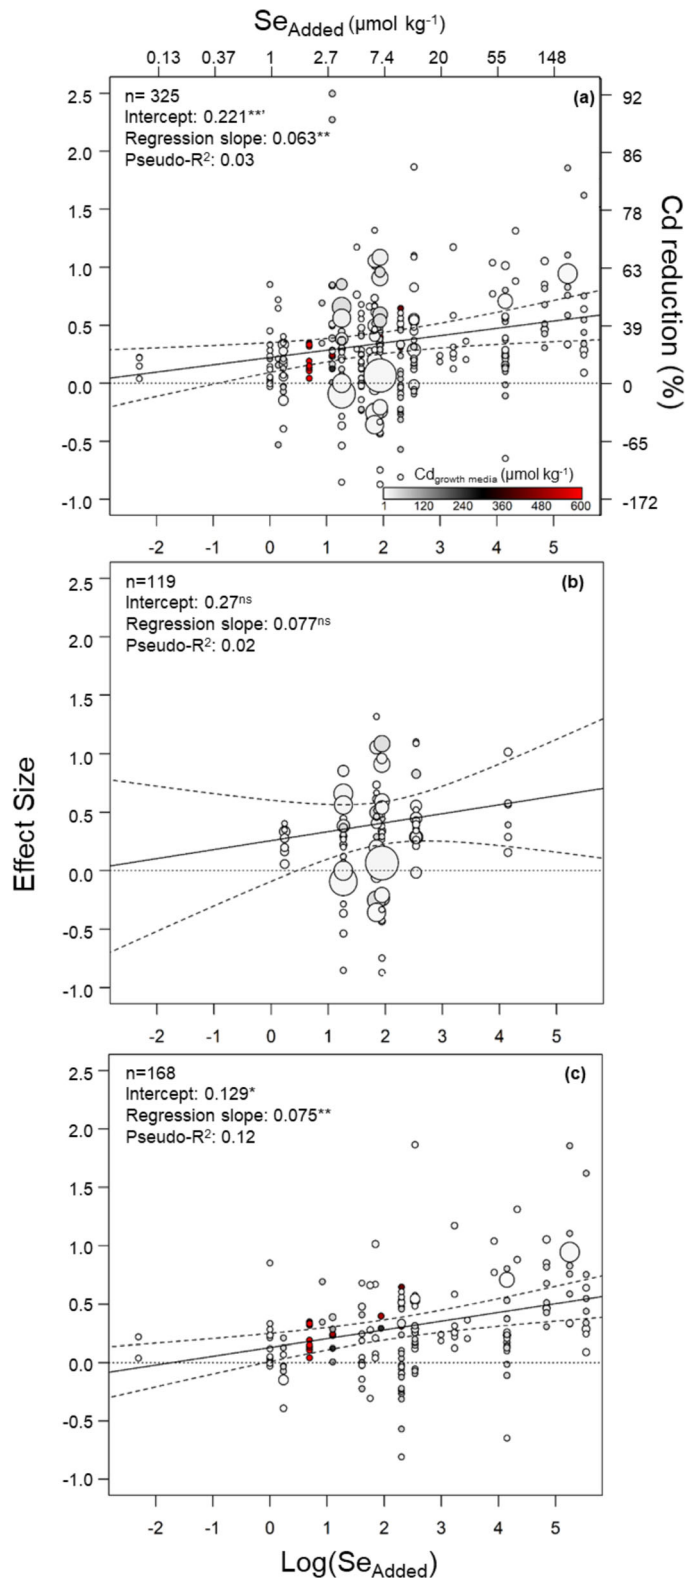 Se_Added (µmol kg⁻¹)
0.13 0.37 1 2.7 7.4 20 55 148
(a)
n= 325
Intercept: 0.221**'
Regression slope: 0.063**
Pseudo-R²: 0.03
2.5 2.0 1.5 1.0 0.5 0.0 -0.5 -1.0
92 86 78 63 39 0 -65 -172
Cd reduction (%)
Cd_growth media (µmol kg⁻¹)
1 120 240 360 480 600
-2 -1 0 1 2 3 4 5
(b)
n=119
Intercept: 0.27ⁿˢ
Regression slope: 0.077ⁿˢ
Pseudo-R²: 0.02
2.5 2.0 1.5 1.0 0.5 0.0 -0.5 -1.0
Effect Size
-2 -1 0 1 2 3 4 5
(c)
n=168
Intercept: 0.129*
Regression slope: 0.075**
Pseudo-R²: 0.12
2.5 2.0 1.5 1.0 0.5 0.0 -0.5 -1.0
-2 -1 0 1 2 3 4 5
Log(Se_Added)